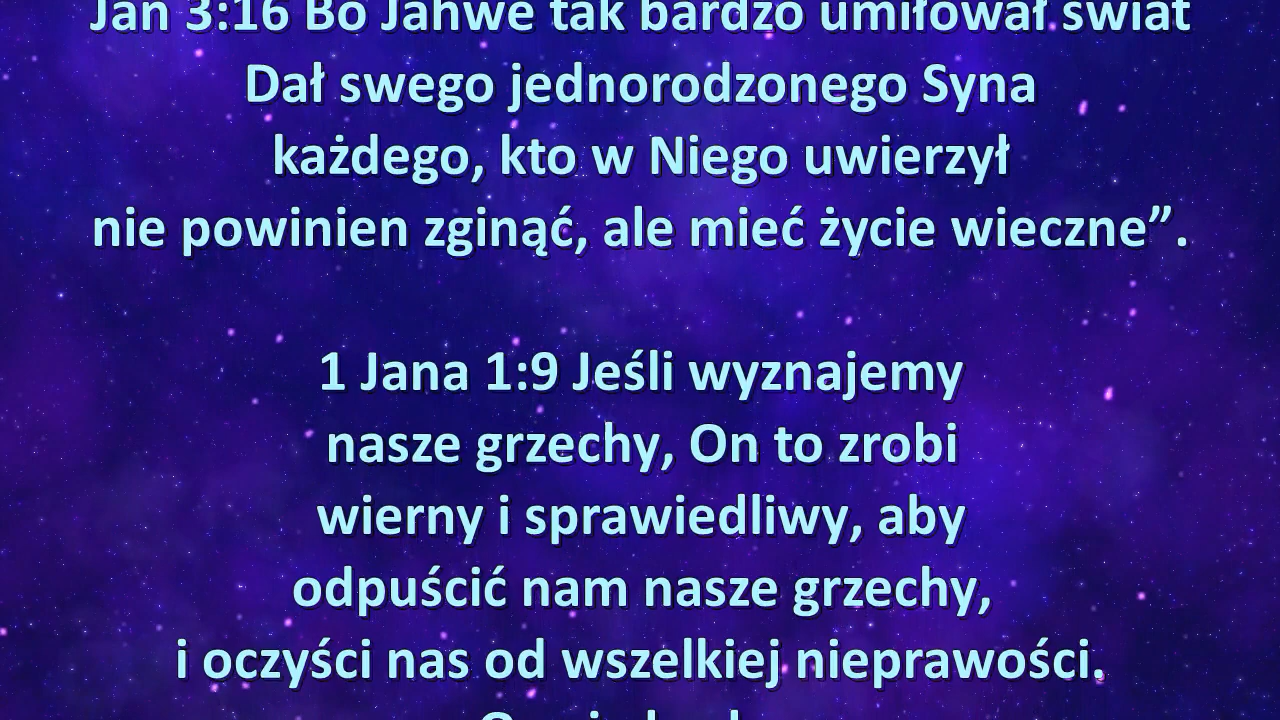 Jan 3:16 Bo Jahwe tak bardzo umiłował świat
Dał swego jednorodzonego Syna
każdego, kto w Niego uwierzył
nie powinien zginąć, ale mieć życie wieczne”.
1 Jana 1:9 Jeśli wyznajemy
nasze grzechy, On to zrobi
wierny i sprawiedliwy, aby
odpuścić nam nasze grzechy,
i oczyści nas od wszelkiej nieprawości.